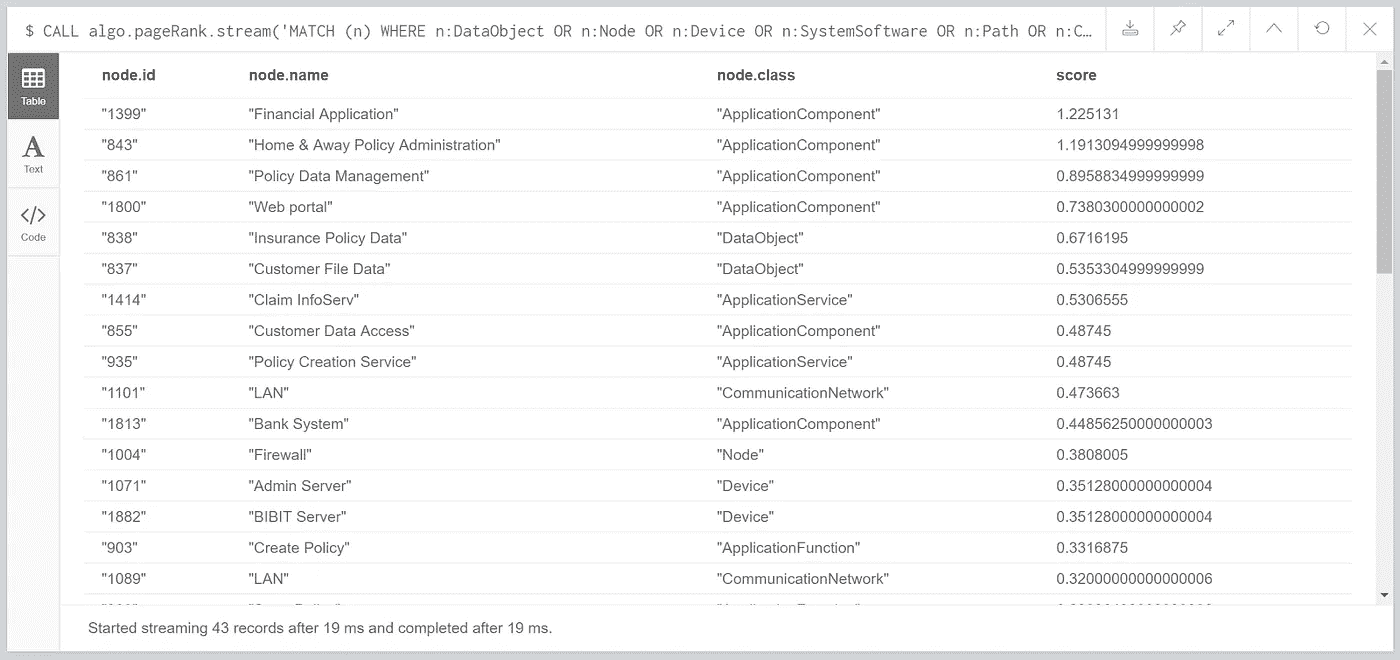 $ CALL algo.pageRank.stream('MATCH (n) WHERE n:DataObject OR n:Node OR n:Device OR n:SystemSoftware OR n:Path OR n:C…
Table
Text
Code
node.id node.name node.class score
"1399" "Financial Application" "ApplicationComponent" 1.225131
"843" "Home & Away Policy Administration" "ApplicationComponent" 1.1913094999999998
"861" "Policy Data Management" "ApplicationComponent" 0.8958834999999999
"1800" "Web portal" "ApplicationComponent" 0.7380300000000002
"838" "Insurance Policy Data" "DataObject" 0.6716195
"837" "Customer File Data" "DataObject" 0.5353304999999999
"1414" "Claim InfoServ" "ApplicationService" 0.5306555
"855" "Customer Data Access" "ApplicationComponent" 0.48745
"935" "Policy Creation Service" "ApplicationService" 0.48745
"1101" "LAN" "CommunicationNetwork" 0.473663
"1813" "Bank System" "ApplicationComponent" 0.44856250000000003
"1004" "Firewall" "Node" 0.3808005
"1071" "Admin Server" "Device" 0.35128000000000004
"1882" "BIBIT Server" "Device" 0.35128000000000004
"903" "Create Policy" "ApplicationFunction" 0.3316875
"1089" "LAN" "CommunicationNetwork" 0.32000000000000006
Started streaming 43 records after 19 ms and completed after 19 ms.